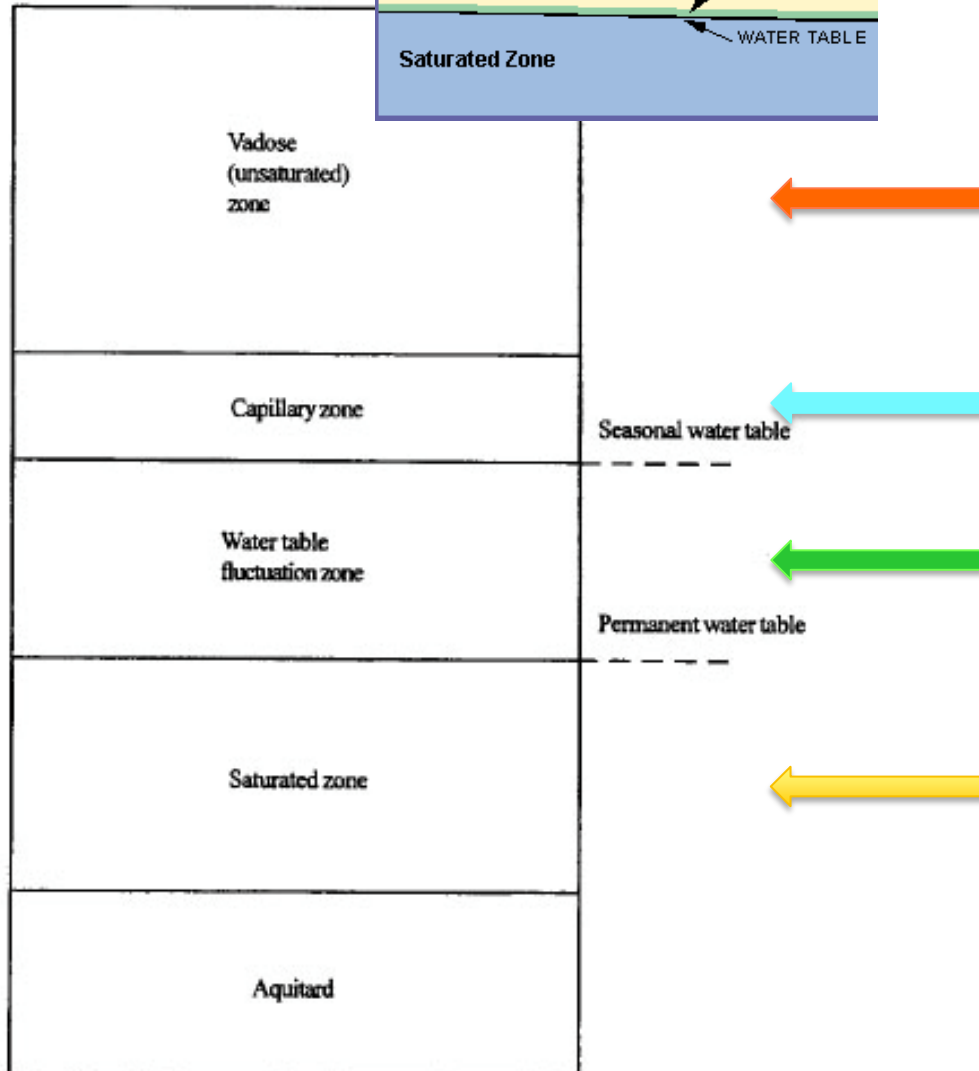 WATER TABLE
Saturated Zone
Vadose
(unsaturated)
zone
Capillary zone
Seasonal water table
Water table
fluctuation zone
Permanent water table
Saturated zone
Aquitard